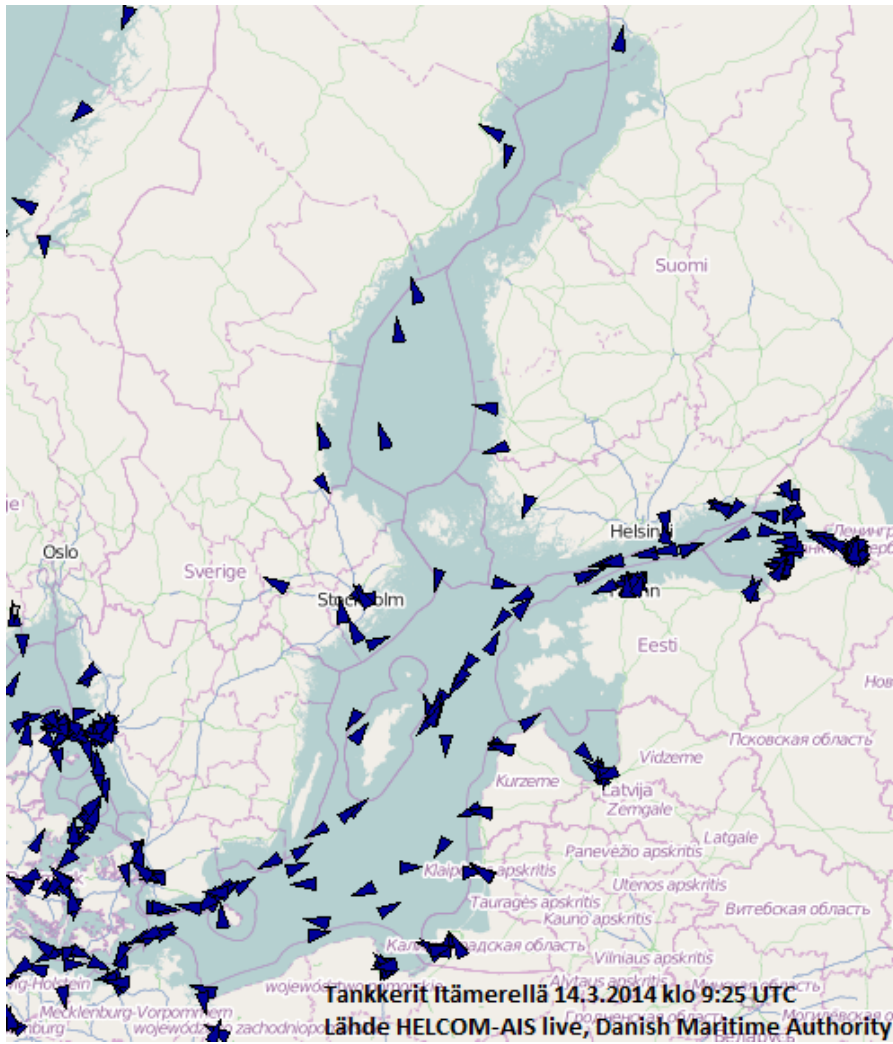 Suomi
Helsinki
Oslo
Sverige
Stockholm
Eesti
Псковская область
Vidzeme
Kurzeme
Latvija
Zemgale
Latgale
Panevėžio apskritis
apskritis
Utenos apskritis
Tauragės apskritis
Витебская область
Kauno apskritis
Vilniaus apskritis
Alytaus apskritis
Mecklenburg-Vorpommern
Tankkerit Itämerellä 14.3.2014 klo 9:25 UTC
Lähde HELCOM-AIS live, Danish Maritime Authority